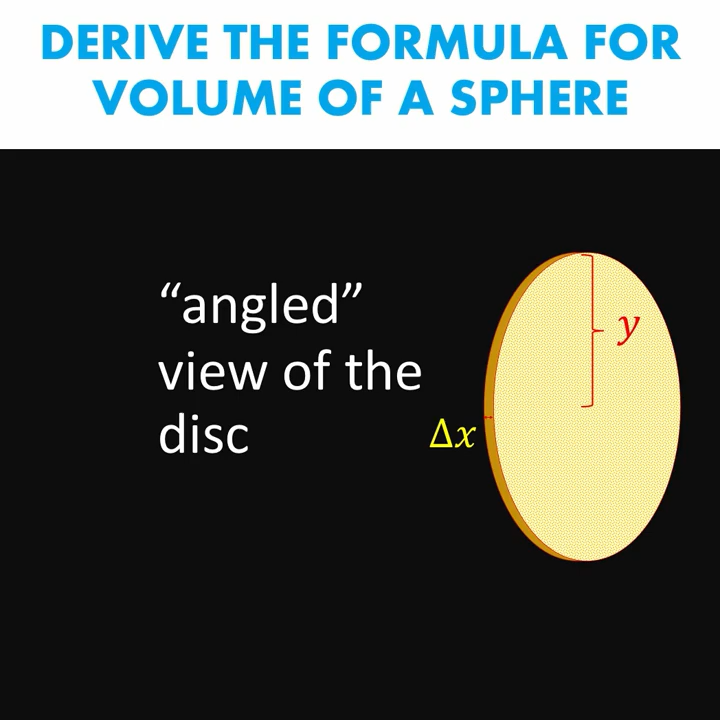 DERIVE THE FORMULA FOR
VOLUME OF A SPHERE
“angled”
view of the
disc
y
Δx